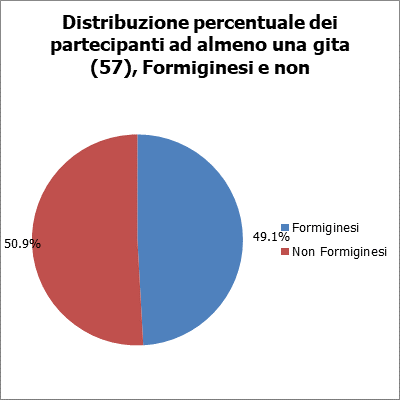 Distribuzione percentuale dei
partecipanti ad almeno una gita
(57), Formiginesi e non
50.9%
49.1%
Formiginesi
Non Formiginesi